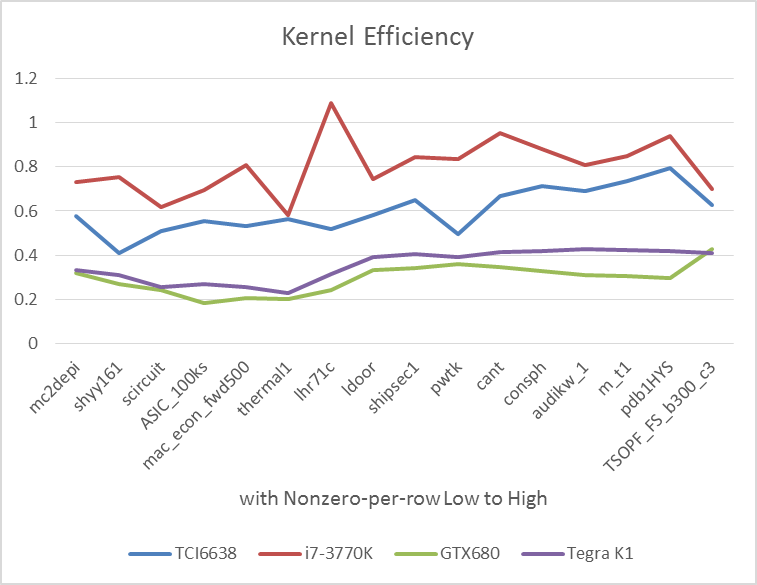 Kernel Efficiency
1.2
1
0.8
0.6
0.4
0.2
0
mc2depi
shyy161
scircuit
ASIC_100ks
mac_econ_fwd500
thermal1
lhr71c
ldoor
shipsec1
pwtk
cant
consph
audikw_1
m_t1
pdb1HYS
TSOPF_FS_b300_c3
with Nonzero-per-row Low to High
TCI6638 i7-3770K GTX680 Tegra K1